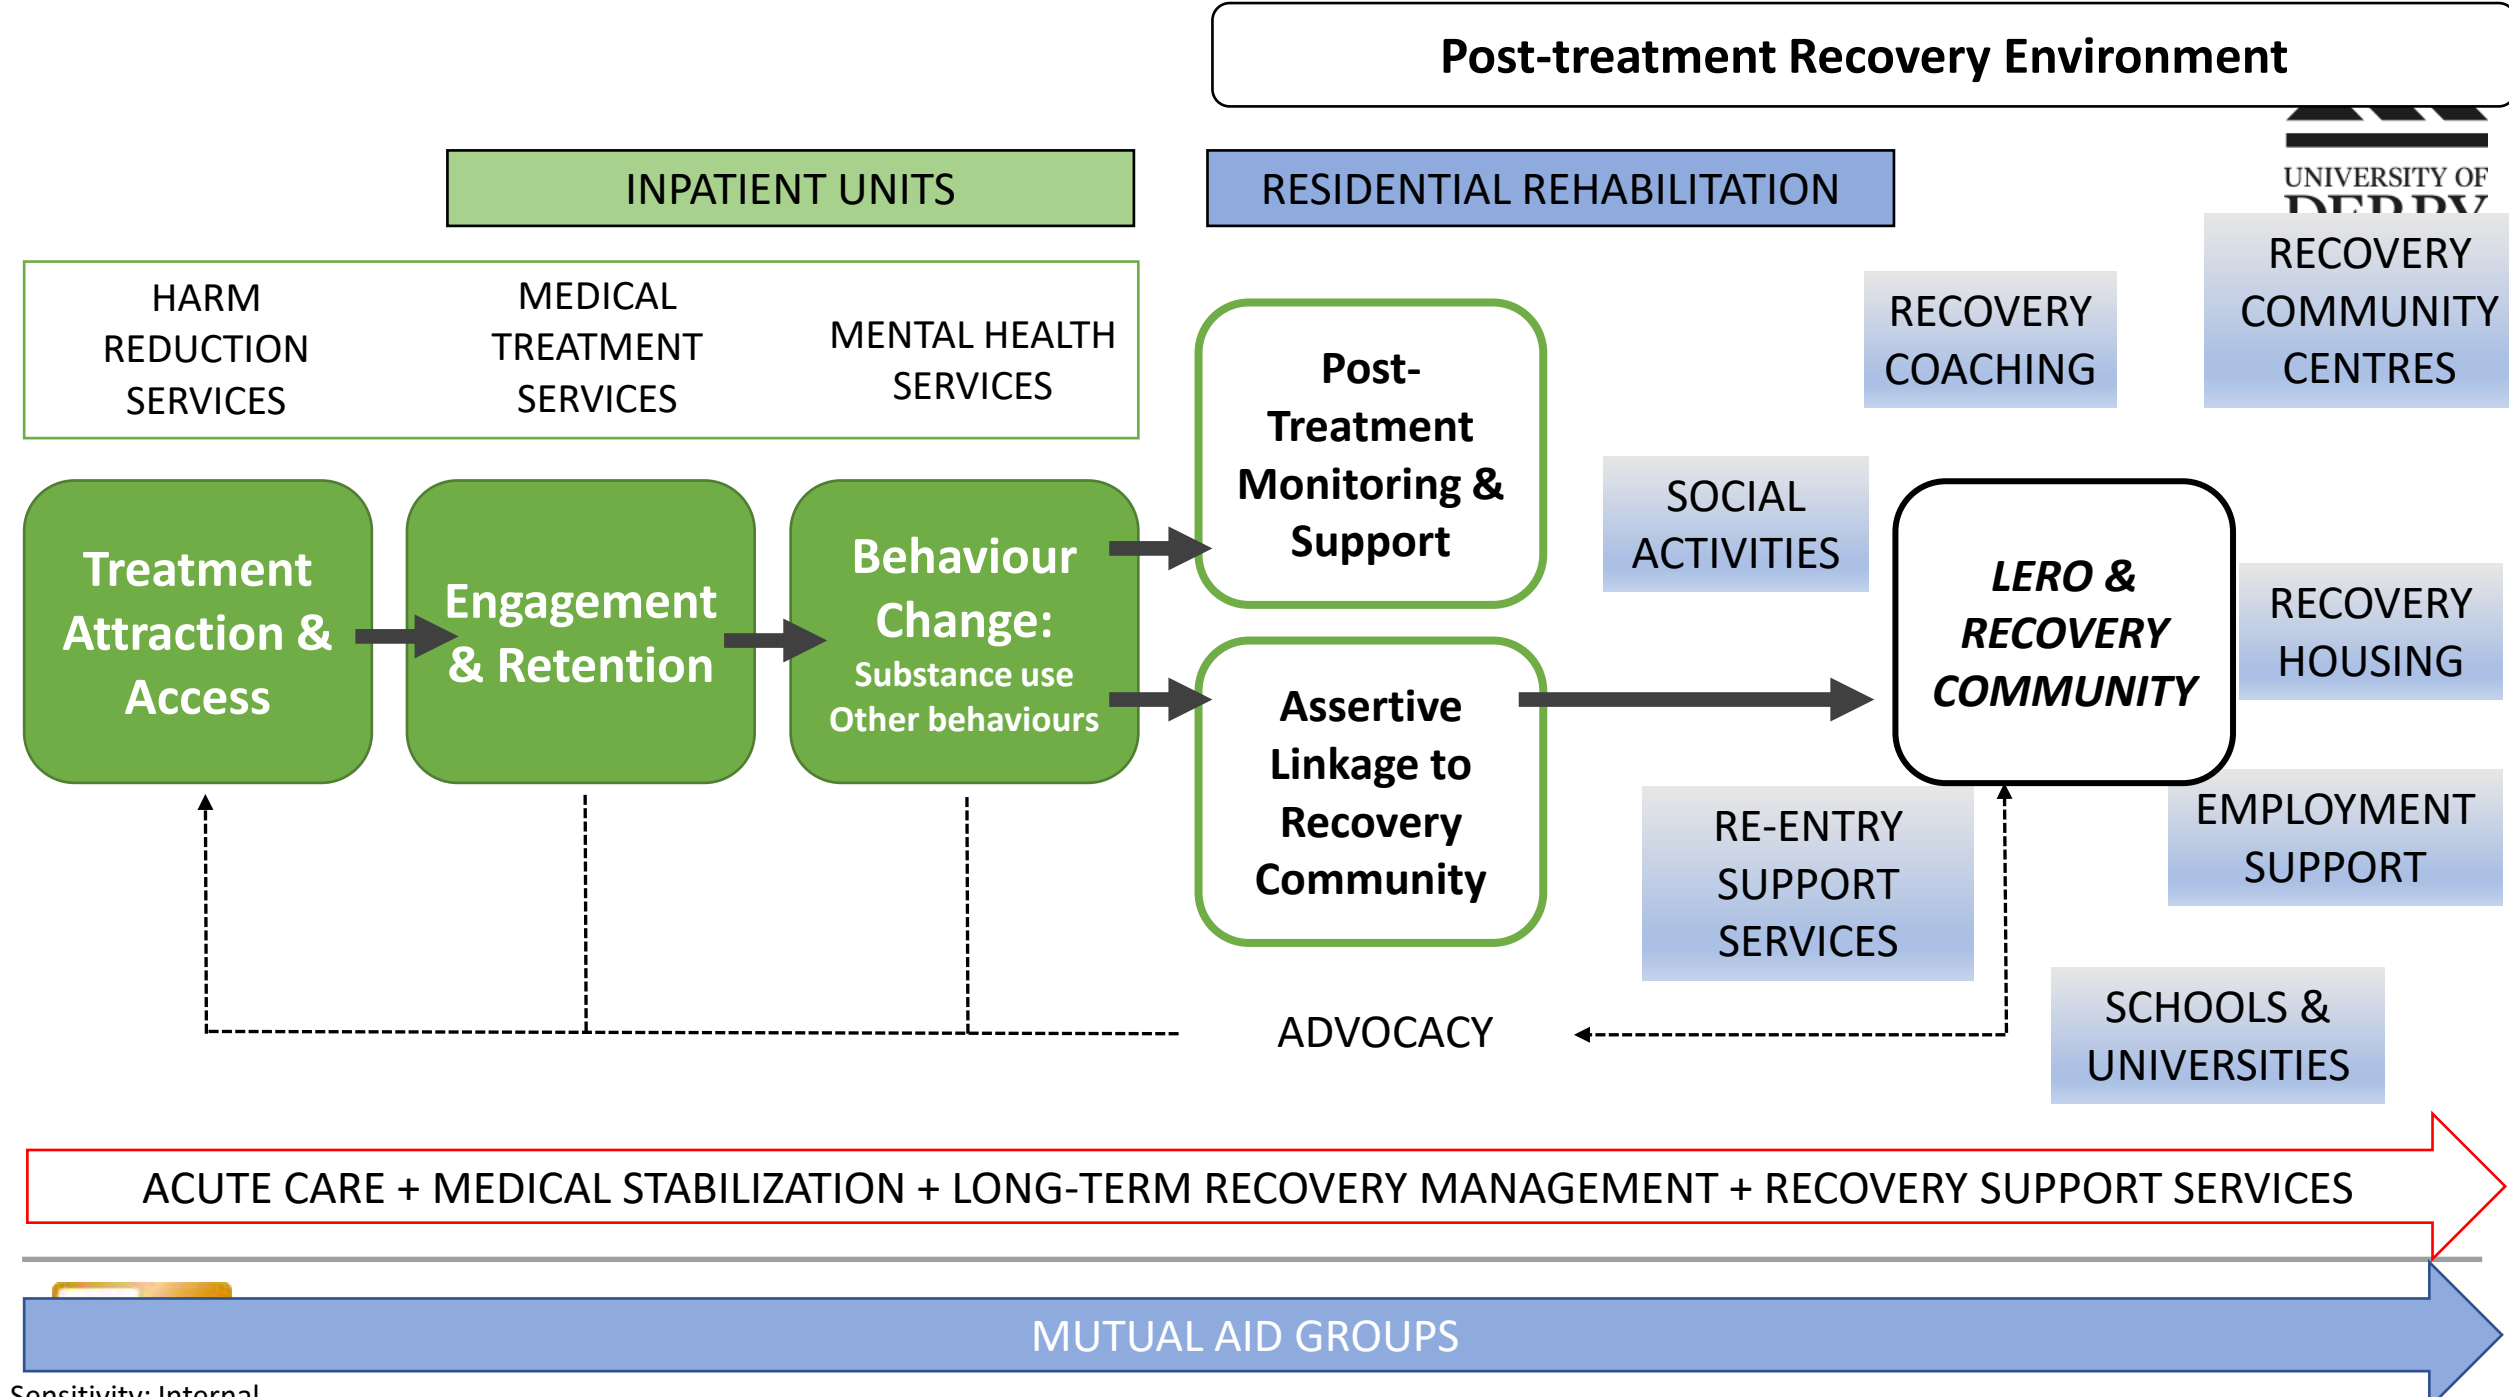 Post-treatment Recovery Environment
UNIVERSITY OF
DERBY
INPATIENT UNITS
RESIDENTIAL REHABILITATION
HARM
REDUCTION
SERVICES
MEDICAL
TREATMENT
SERVICES
MENTAL HEALTH
SERVICES
RECOVERY
COACHING
RECOVERY
COMMUNITY
CENTRES
Post-
Treatment
Monitoring &
Support
SOCIAL
ACTIVITIES
Treatment
Attraction &
Access
Engagement
& Retention
Behaviour
Change:
Substance use
Other behaviours
Assertive
Linkage to
Recovery
Community
LERO &
RECOVERY
COMMUNITY
RECOVERY
HOUSING
RE-ENTRY
SUPPORT
SERVICES
EMPLOYMENT
SUPPORT
ADVOCACY
SCHOOLS &
UNIVERSITIES
ACUTE CARE + MEDICAL STABILIZATION + LONG-TERM RECOVERY MANAGEMENT + RECOVERY SUPPORT SERVICES
MUTUAL AID GROUPS
Sensitivity: Internal